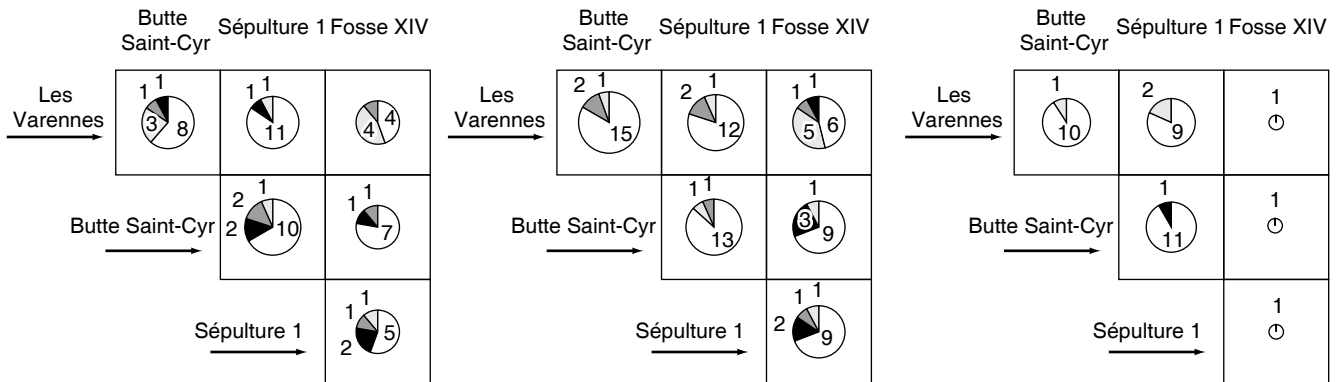 Butte
Saint-Cyr Sépulture 1 Fosse XIV
Les
Varennes
1 1 3 8
1 1 11
4 4
Butte Saint-Cyr
2 1 2 10
1 1 7
Sépulture 1
1 1 2 5
Butte
Saint-Cyr Sépulture 1 Fosse XIV
Les
Varennes
2 1 15
2 1 12
1 1 5 6
Butte Saint-Cyr
1 1 13
1 3 9
Sépulture 1
1 1 2 9
Butte
Saint-Cyr Sépulture 1 Fosse XIV
Les
Varennes
1 10
2 9
1
Butte Saint-Cyr
1 11
1
Sépulture 1
1